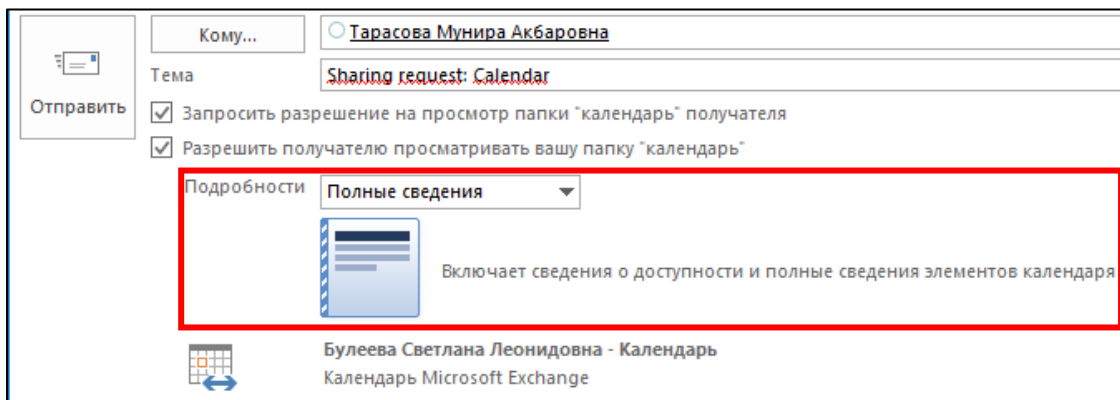 Кому...
Тарасова Мунира Акбаровна
Тема
Sharing request: Calendar
Отправить
Запросить разрешение на просмотр папки "календарь" получателя
Разрешить получателю просматривать вашу папку "календарь"
Подробности
Полные сведения
Включает сведения о доступности и полные сведения элементов календаря
Булеева Светлана Леонидовна - Календарь
Календарь Microsoft Exchange